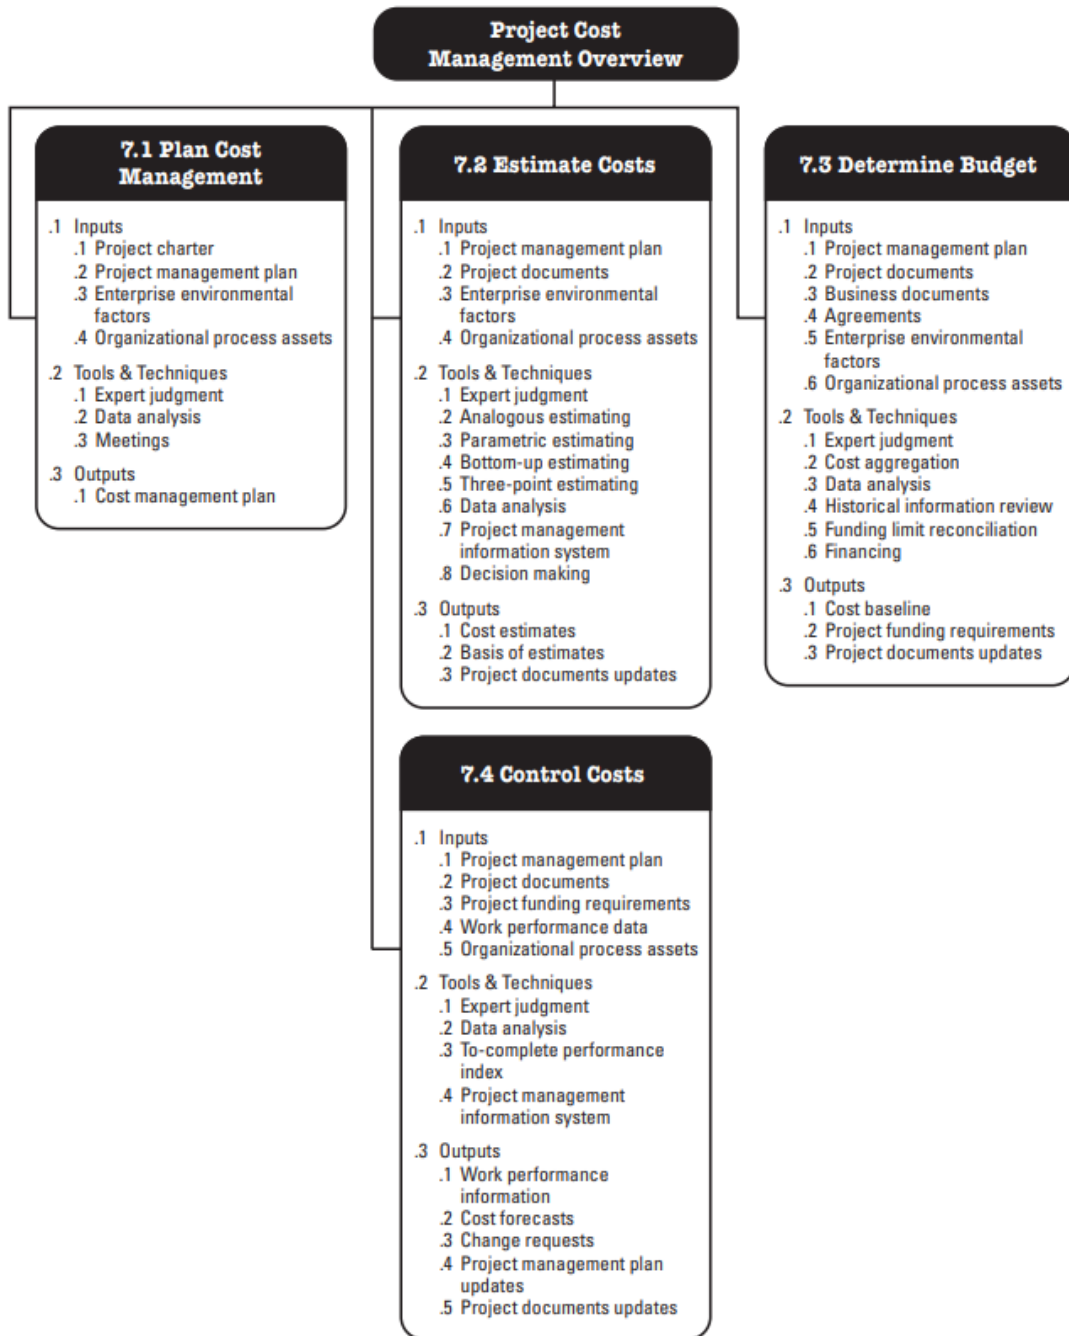 Project Cost
Management Overview
7.1 Plan Cost
Management
.1 Inputs
.1 Project charter
.2 Project management plan
.3 Enterprise environmental
factors
.4 Organizational process assets
.2 Tools & Techniques
.1 Expert judgment
.2 Data analysis
.3 Meetings
.3 Outputs
.1 Cost management plan
7.2 Estimate Costs
.1 Inputs
.1 Project management plan
.2 Project documents
.3 Enterprise environmental
factors
.4 Organizational process assets
.2 Tools & Techniques
.1 Expert judgment
.2 Analogous estimating
.3 Parametric estimating
.4 Bottom-up estimating
.5 Three-point estimating
.6 Data analysis
.7 Project management
information system
.8 Decision making
.3 Outputs
.1 Cost estimates
.2 Basis of estimates
.3 Project documents updates
7.3 Determine Budget
.1 Inputs
.1 Project management plan
.2 Project documents
.3 Business documents
.4 Agreements
.5 Enterprise environmental
factors
.6 Organizational process assets
.2 Tools & Techniques
.1 Expert judgment
.2 Cost aggregation
.3 Data analysis
.4 Historical information review
.5 Funding limit reconciliation
.6 Financing
.3 Outputs
.1 Cost baseline
.2 Project funding requirements
.3 Project documents updates
7.4 Control Costs
.1 Inputs
.1 Project management plan
.2 Project documents
.3 Project funding requirements
.4 Work performance data
.5 Organizational process assets
.2 Tools & Techniques
.1 Expert judgment
.2 Data analysis
.3 To-complete performance
index
.4 Project management
information system
.3 Outputs
.1 Work performance
information
.2 Cost forecasts
.3 Change requests
.4 Project management plan
updates
.5 Project documents updates